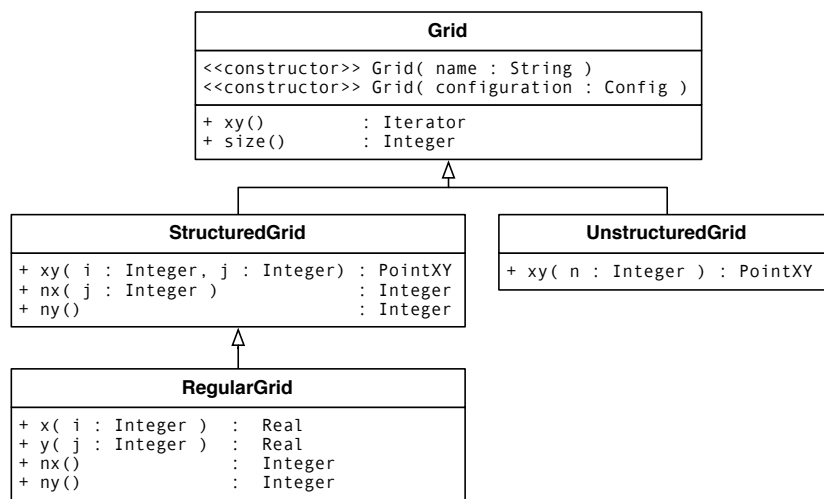 Grid
<<constructor>> Grid( name : String )
<<constructor>> Grid( configuration : Config )
+ xy() : Iterator
+ size() : Integer
StructuredGrid
+ xy( i : Integer, j : Integer) : PointXY
+ nx( j : Integer ) : Integer
+ ny() : Integer
UnstructuredGrid
+ xy( n : Integer ) : PointXY
RegularGrid
+ x( i : Integer ) : Real
+ y( j : Integer ) : Real
+ nx() : Integer
+ ny() : Integer